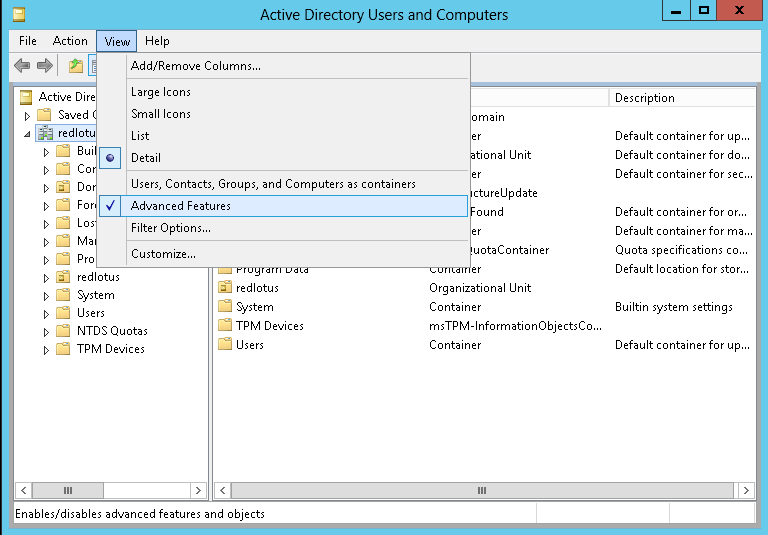 Active Directory Users and Computers
File Action View Help
Add/Remove Columns...
Large Icons
Small Icons
List
Detail
Users, Contacts, Groups, and Computers as containers
Advanced Features
Filter Options...
Customize...
Active Direc
Saved
redlotu
Buil
Con
Dor
Fore
Lost
Mar
Pro
redlotus
System
Users
NTDS Quotas
TPM Devices
Description
omain
er Default container for up...
ational Unit Default container for do...
er Default container for sec...
uctureUpdate
Found Default container for or...
er Default container for ma...
QuotaContainer Quota specifications co...
Program Data Container Default location for stor...
redlotus Organizational Unit
System Container Builtin system settings
TPM Devices msTPM-InformationObjectsCo...
Users Container Default container for up...
Enables/disables advanced features and objects